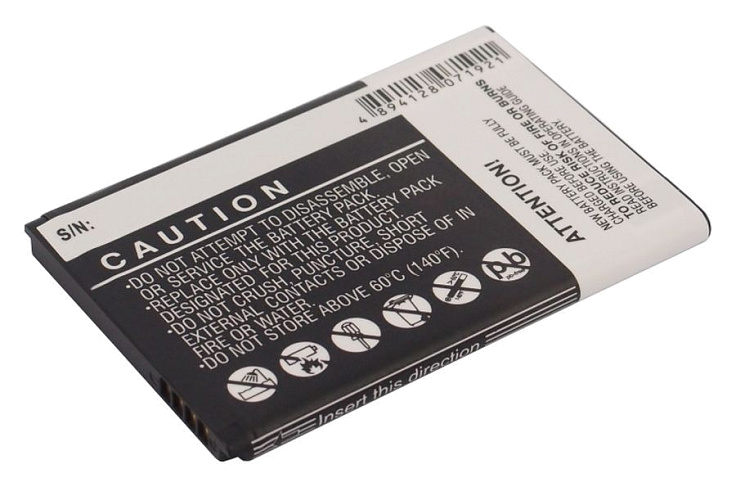 S/N:
CAUTION
•DO NOT ATTEMPT TO DISASSEMBLE, OPEN
OR SERVICE THE BATTERY PACK.
•REPLACE ONLY WITH THE BATTERY PACK
DESIGNATED FOR THIS PRODUCT.
•DO NOT CRUSH, PUNCTURE, SHORT
EXTERNAL CONTACTS OR DISPOSE OF IN
FIRE OR WATER.
•DO NOT STORE ABOVE 60°C (140°F)
Insert this direction
4 894128 071921
ATTENTION!
NEW BATTERY PACK MUST BE FULLY
CHARGED BEFORE USE.
TO REDUCE RISK OF FIRE OR BURNS
READ INSTRUCTIONS IN OPERATING GUIDE
BEFORE USING THE BATTERY.
pb